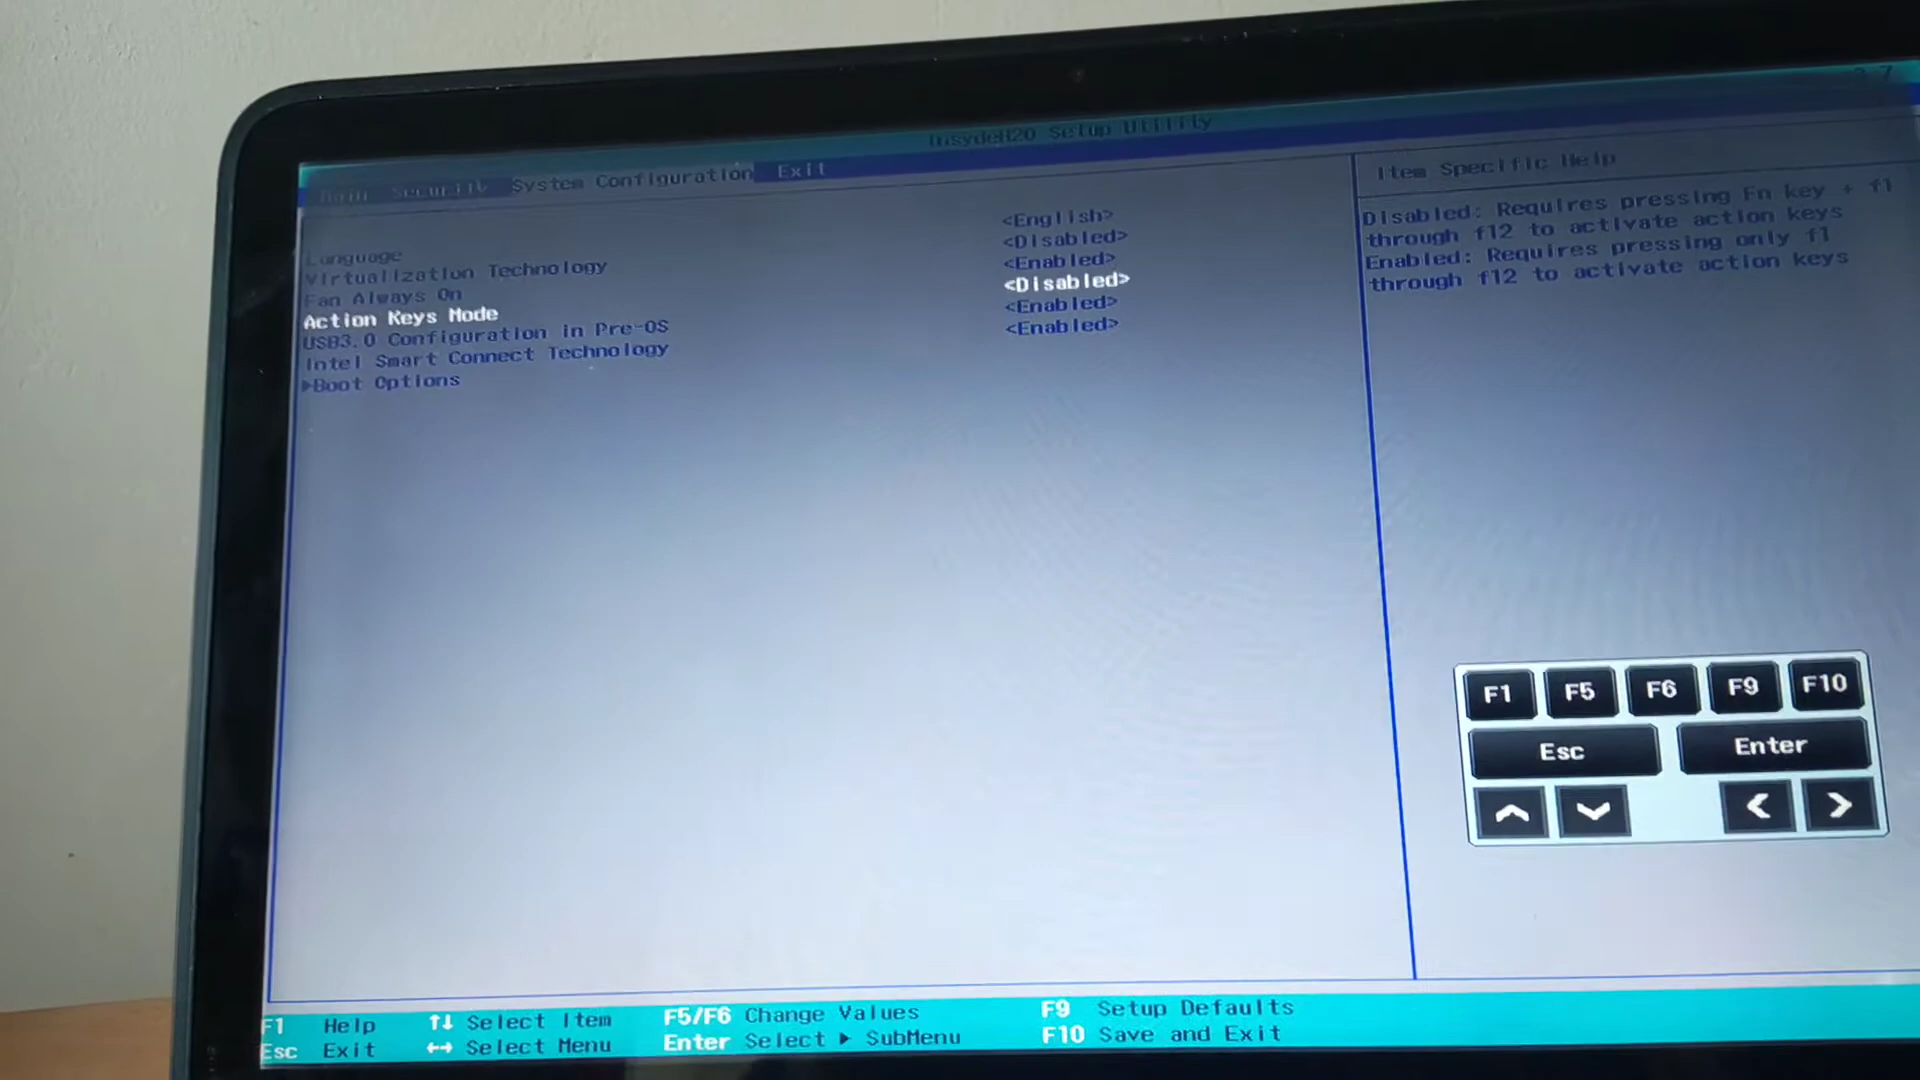 InsydeH20 Setup Utility
Main Security System Configuration Exit
Language <English>
Virtualization Technology <Disabled>
Fan Always On <Enabled>
Action Keys Mode <Disabled>
USB3.0 Configuration in Pre-OS <Enabled>
Intel Smart Connect Technology <Enabled>
▶Boot Options
Item Specific Help
Disabled: Requires pressing Fn key + f1
through f12 to activate action keys
Enabled: Requires pressing only f1
through f12 to activate action keys
F1 F5 F6 F9 F10
Esc Enter
F1 Help ↑↓ Select Item F5/F6 Change Values F9 Setup Defaults
Esc Exit ←→ Select Menu Enter Select ▶ SubMenu F10 Save and Exit